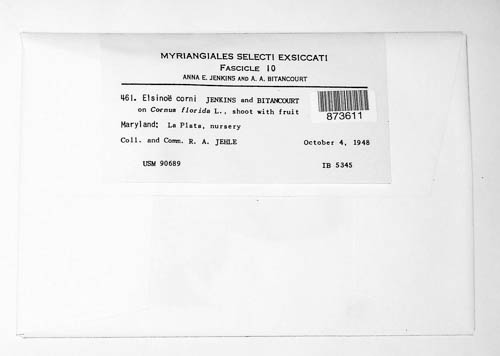 MYRIANGIALES SELECTI EXSICCATI
FASCICLE 10
ANNA E. JENKINS AND A. A. BITANCOURT
461. Elsinoë corni JENKINS and BITANCOURT
on Cornus florida L., shoot with fruit
873611
Maryland: La Plata, nursery
Coll. and Comm. R. A. JEHLE October 4, 1948
USM 90689 IB 5345